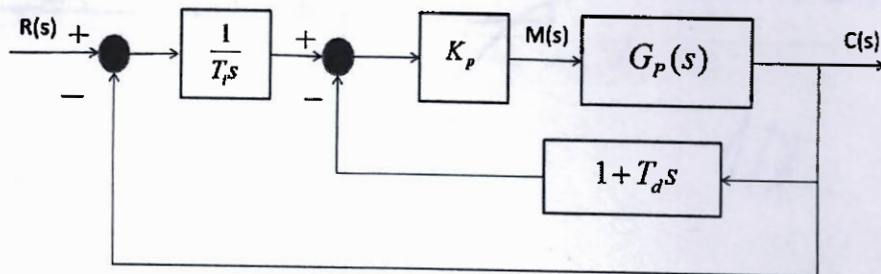 R(s)
+
−
1
T_i s
+
−
K_p
M(s)
G_P(s)
C(s)
1+T_d s